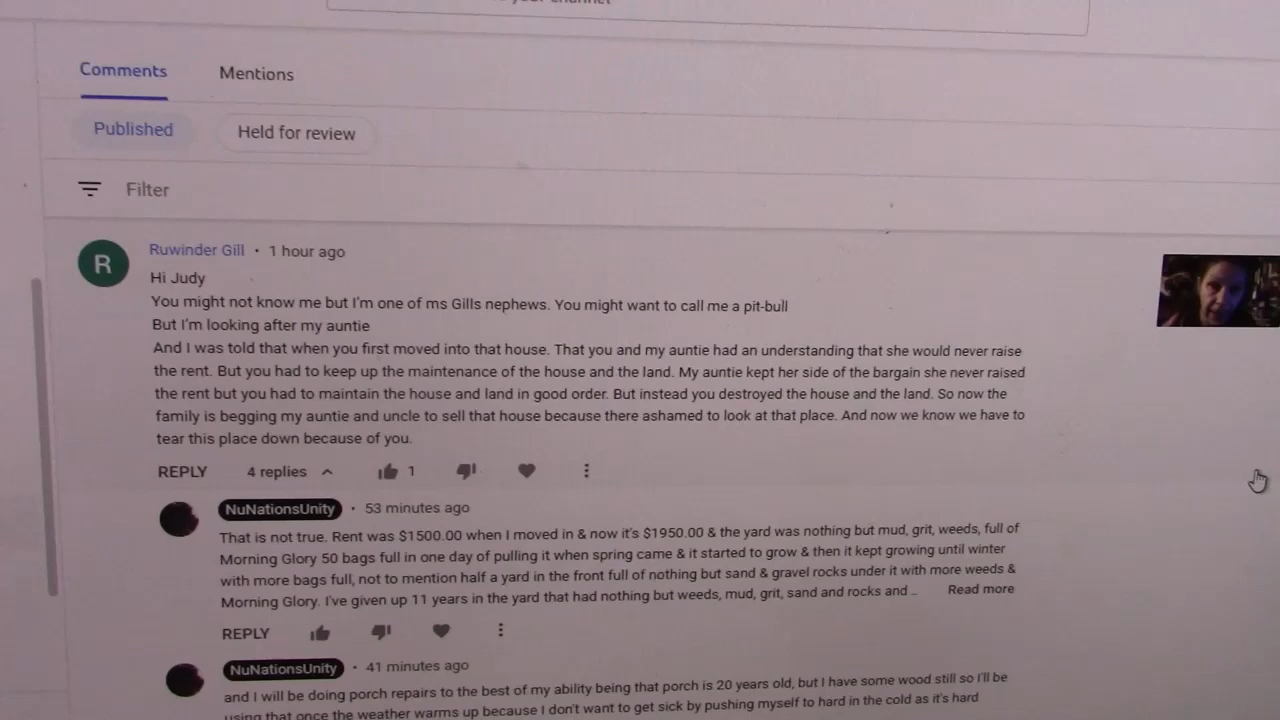 your channel
Comments Mentions
Published Held for review
Filter
R
Ruwinder Gill • 1 hour ago
Hi Judy
You might not know me but I'm one of ms Gills nephews. You might want to call me a pit-bull
But I'm looking after my auntie
And I was told that when you first moved into that house. That you and my auntie had an understanding that she would never raise
the rent. But you had to keep up the maintenance of the house and the land. My auntie kept her side of the bargain she never raised
the rent but you had to maintain the house and land in good order. But instead you destroyed the house and the land. So now the
family is begging my auntie and uncle to sell that house because there ashamed to look at that place. And now we know we have to
tear this place down because of you.
REPLY 4 replies 1
NuNationsUnity • 53 minutes ago
That is not true. Rent was $1500.00 when I moved in & now it's $1950.00 & the yard was nothing but mud, grit, weeds, full of
Morning Glory 50 bags full in one day of pulling it when spring came & it started to grow & then it kept growing until winter
with more bags full, not to mention half a yard in the front full of nothing but sand & gravel rocks under it with more weeds &
Morning Glory. I've given up 11 years in the yard that had nothing but weeds, mud, grit, sand and rocks and ... Read more
REPLY
NuNationsUnity • 41 minutes ago
and I will be doing porch repairs to the best of my ability being that porch is 20 years old, but I have some wood still so I'll be
using that once the weather warms up because I don't want to get sick by pushing myself to hard in the cold as it's hard